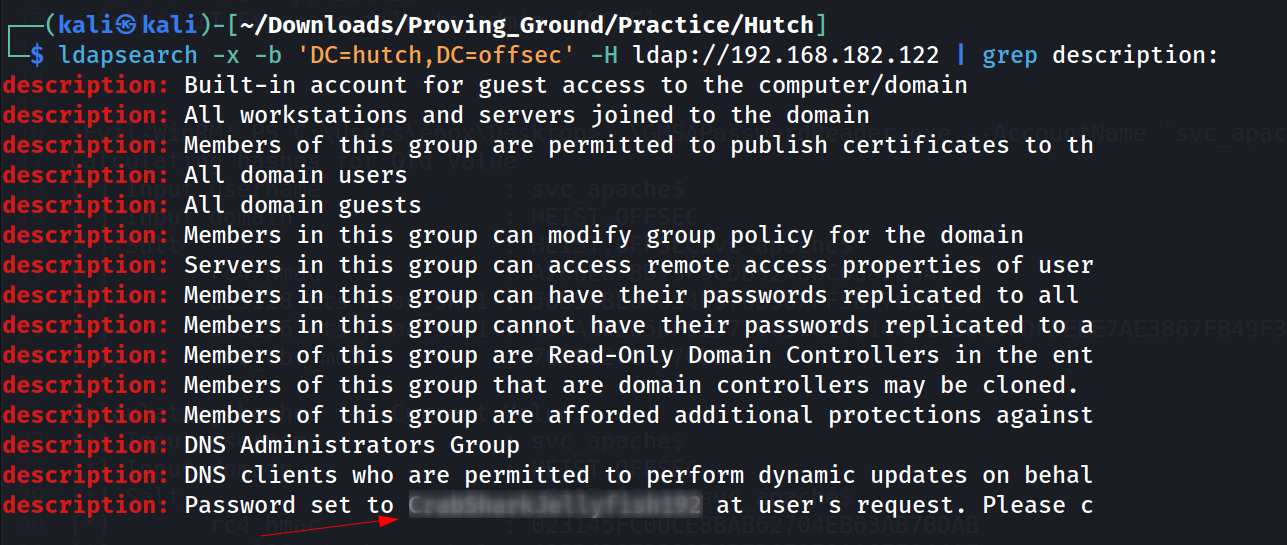 ┌──(kali㉿kali)-[~/Downloads/Proving_Ground/Practice/Hutch]
└─$ ldapsearch -x -b 'DC=hutch,DC=offsec' -H ldap://192.168.182.122 | grep description:
description: Built-in account for guest access to the computer/domain
description: All workstations and servers joined to the domain
description: Members of this group are permitted to publish certificates to th
description: All domain users
description: All domain guests
description: Members in this group can modify group policy for the domain
description: Servers in this group can access remote access properties of user
description: Members in this group can have their passwords replicated to all
description: Members in this group cannot have their passwords replicated to a
description: Members of this group are Read-Only Domain Controllers in the ent
description: Members of this group that are domain controllers may be cloned.
description: Members of this group are afforded additional protections against
description: DNS Administrators Group
description: DNS clients who are permitted to perform dynamic updates on behal
description: Password set to at user's request. Please c